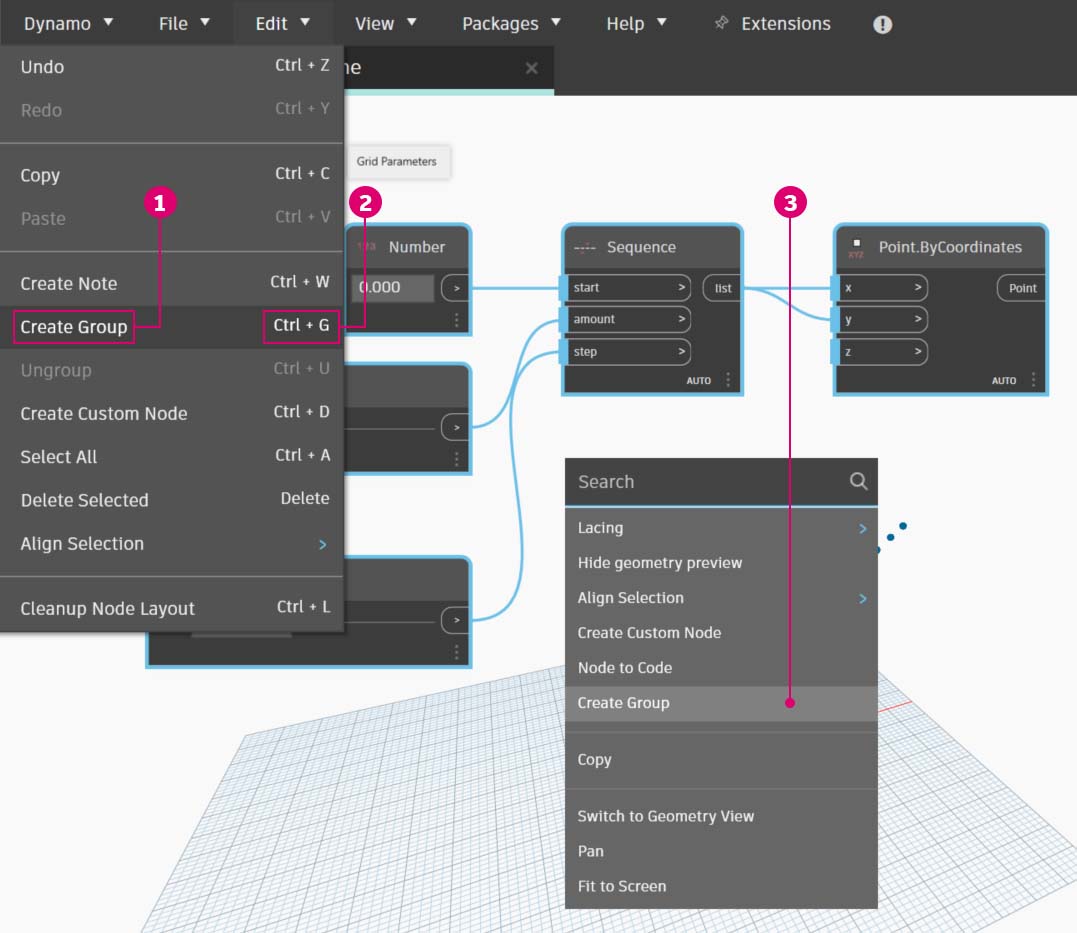 Dynamo File Edit View Packages Help Extensions
Undo Ctrl + Z
Redo Ctrl + Y
Copy Ctrl + C
Paste Ctrl + V
Create Note Ctrl + W
Create Group Ctrl + G
Ungroup Ctrl + U
Create Custom Node Ctrl + D
Select All Ctrl + A
Delete Selected Delete
Align Selection >
Cleanup Node Layout Ctrl + L
1
2
3
Grid Parameters
123 Number
0.000 >
>
>
Sequence
start >
amount >
step >
list
AUTO
XYZ Point.ByCoordinates
x >
y >
z >
Point
AUTO
Search
Lacing >
Hide geometry preview
Align Selection >
Create Custom Node
Node to Code
Create Group
Copy
Switch to Geometry View
Pan
Fit to Screen